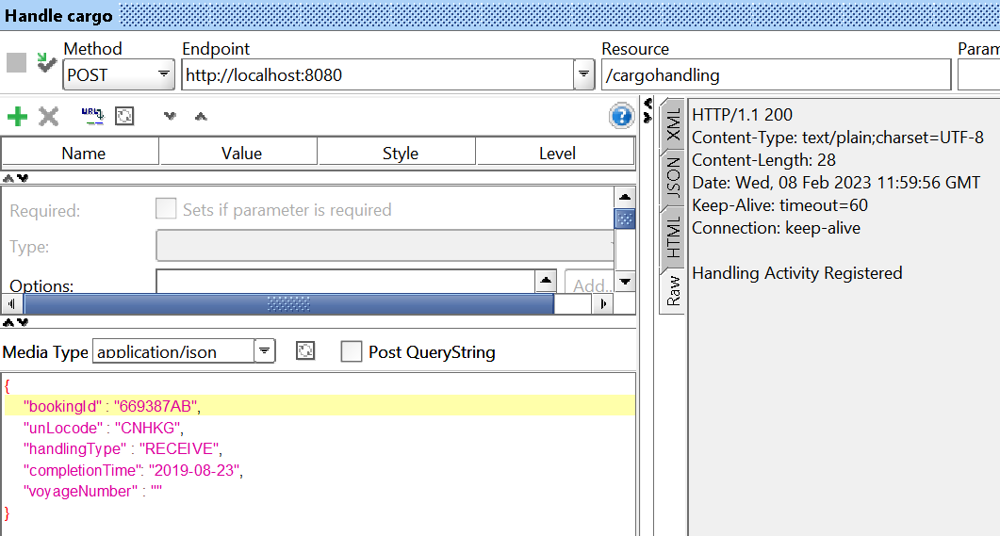 Handle cargo
Method Endpoint Resource Param
POST http://localhost:8080 /cargohandling
Name Value Style Level
Required: Sets if parameter is required
Type:
Options: Add..
Media Type application/json Post QueryString
{
"bookingId" : "669387AB",
"unLocode" : "CNHKG",
"handlingType" : "RECEIVE",
"completionTime": "2019-08-23",
"voyageNumber" : ""
}
XML
JSON
HTML
Raw
HTTP/1.1 200
Content-Type: text/plain;charset=UTF-8
Content-Length: 28
Date: Wed, 08 Feb 2023 11:59:56 GMT
Keep-Alive: timeout=60
Connection: keep-alive
Handling Activity Registered